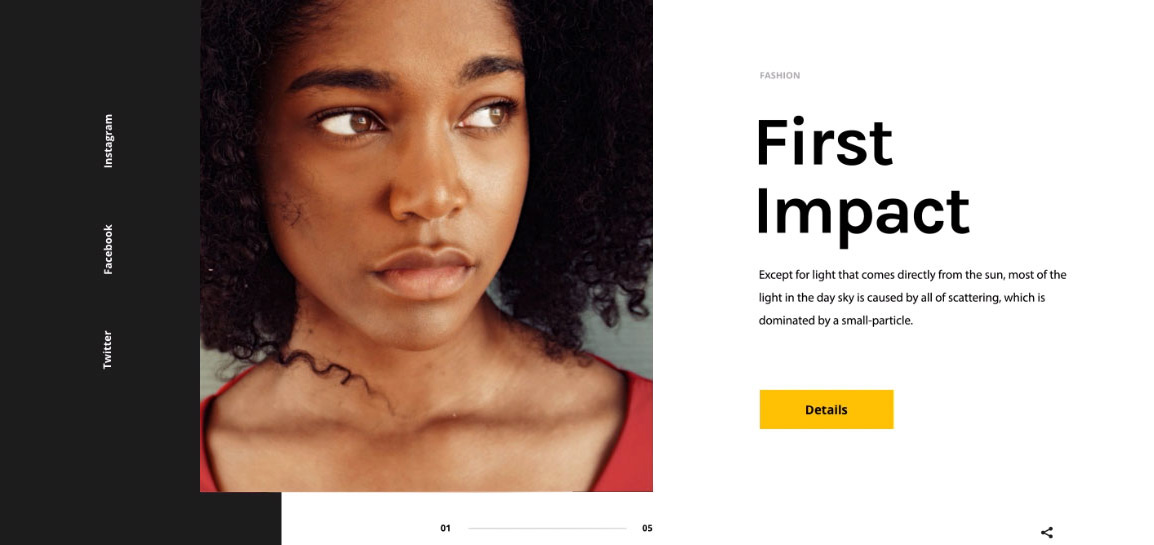 Instagram
Facebook
Twitter
FASHION
First
Impact
Except for light that comes directly from the sun, most of the
light in the day sky is caused by all of scattering, which is
dominated by a small-particle.
Details
01
05